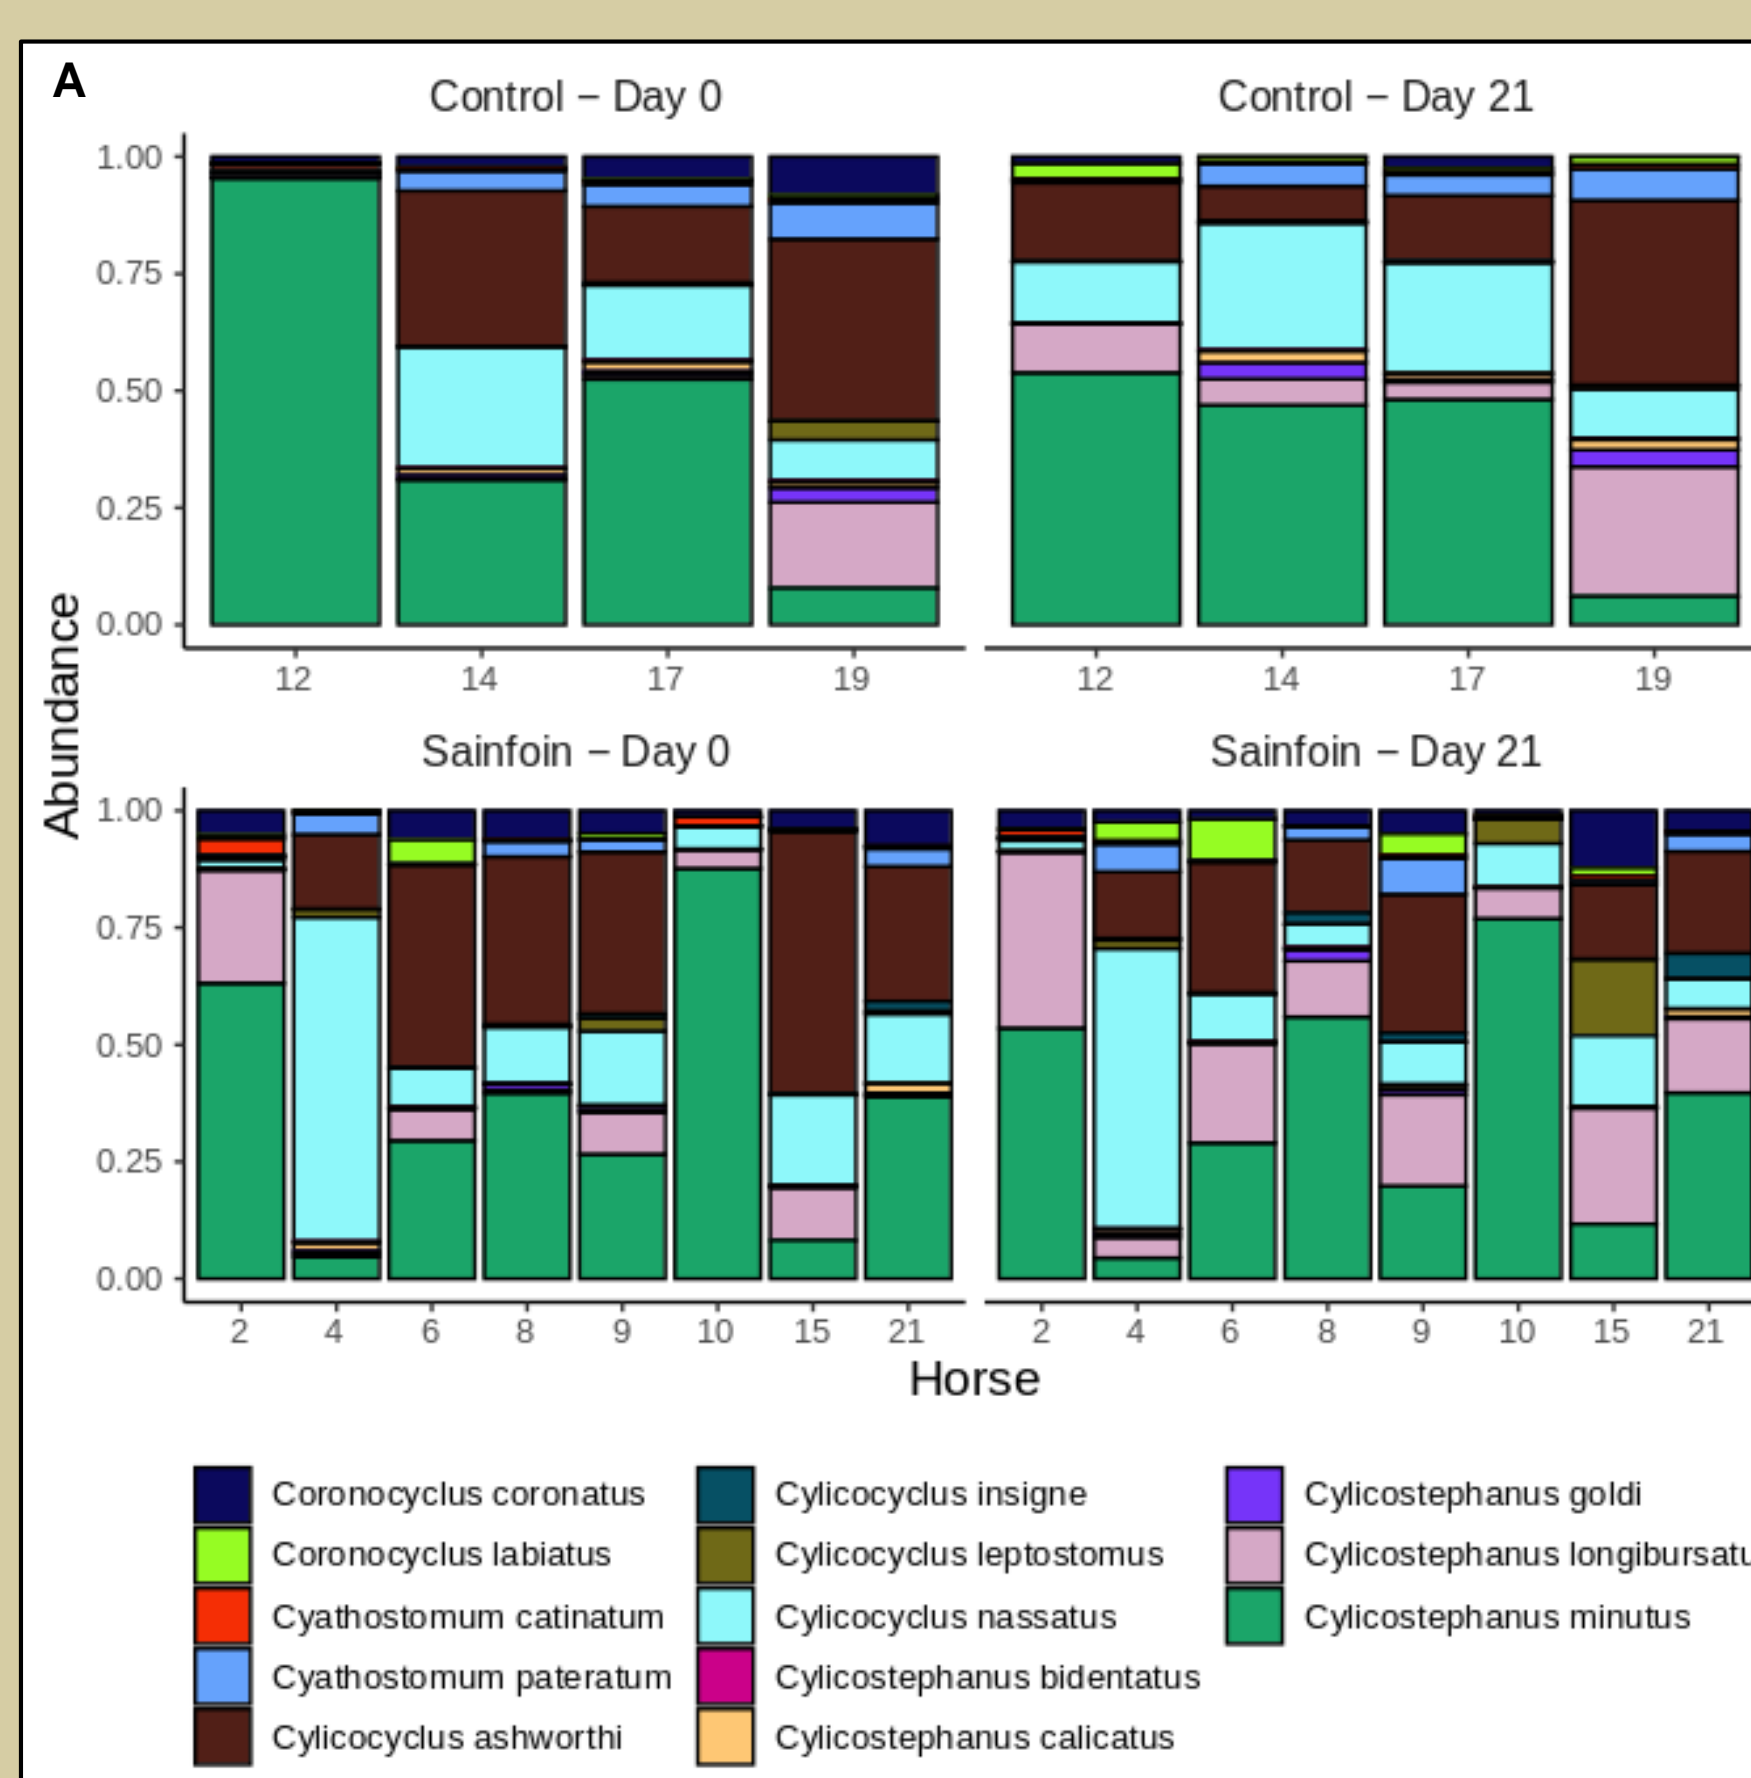 A
Control – Day 0
Control – Day 21
1.00
0.75
0.50
0.25
0.00
12 14 17 19
12 14 17 19
Abundance
Sainfoin – Day 0
Sainfoin – Day 21
1.00
0.75
0.50
0.25
0.00
2 4 6 8 9 10 15 21
2 4 6 8 9 10 15 21
Horse
Coronocyclus coronatus
Coronocyclus labiatus
Cyathostomum catinatum
Cyathostomum pateratum
Cylicocyclus ashworthi
Cylicocyclus insigne
Cylicocyclus leptostomus
Cylicocyclus nassatus
Cylicostephanus bidentatus
Cylicostephanus calicatus
Cylicostephanus goldi
Cylicostephanus
Cylicostephanus minutus